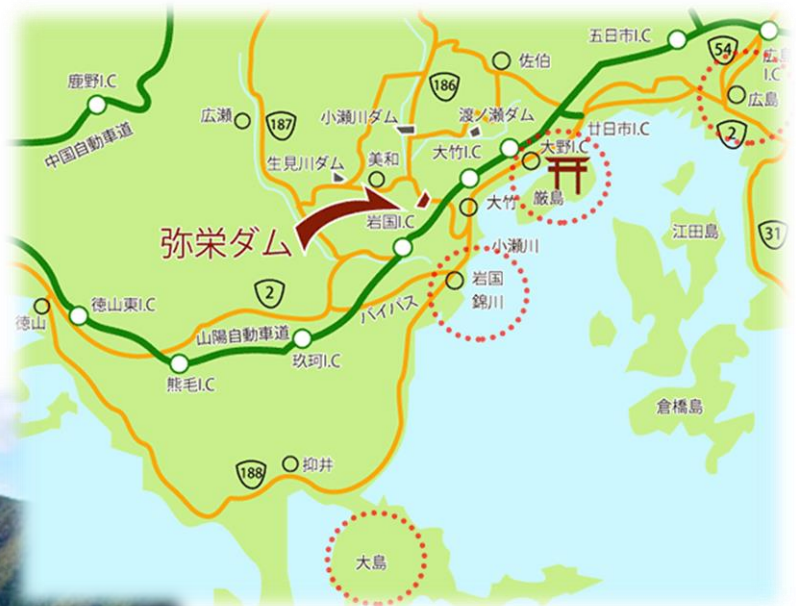 五日市I.C
54
広島
I.C
佐伯
鹿野I.C
186
広島
広瀬
187
小瀬川ダム
渡ノ瀬ダム
廿日市I.C
2
中国自動車道
大竹I.C
大野I.C
生見川ダム
美和
厳島
大竹
岩国I.C
江田島
31
弥栄ダム
小瀬川
岩国
錦川
2
バイパス
徳山東I.C
徳山
山陽自動車道
玖珂I.C
熊毛I.C
倉橋島
188
抑井
大島